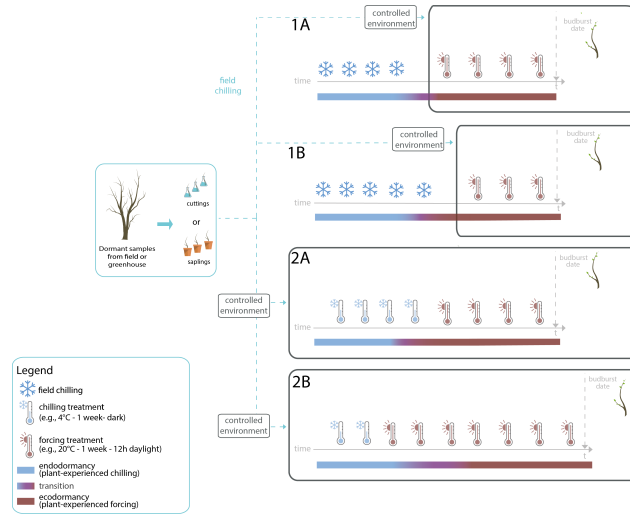 1A
controlled
environment
budburst
date
field
chilling
time
1B
controlled
environment
budburst
date
time
cuttings
or
saplings
Dormant samples
from field or
greenhouse
2A
controlled
environment
budburst
date
time
2B
controlled
environment
budburst
date
time
Legend
field chilling
chilling treatment
(e.g., 4°C - 1 week- dark)
forcing treatment
(e.g., 20°C - 1 week - 12h daylight)
endodormancy
(plant-experienced chilling)
transition
ecodormancy
(plant-experienced forcing)